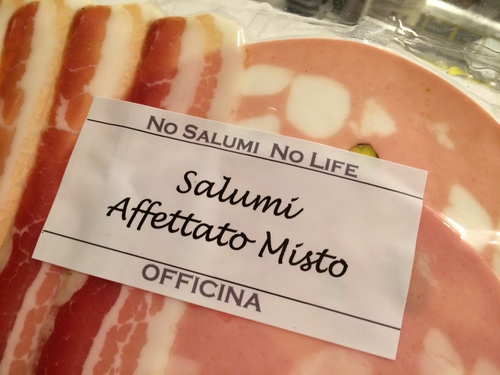 No Salumi No Life
Salumi
Affettato Misto
OFFICINA